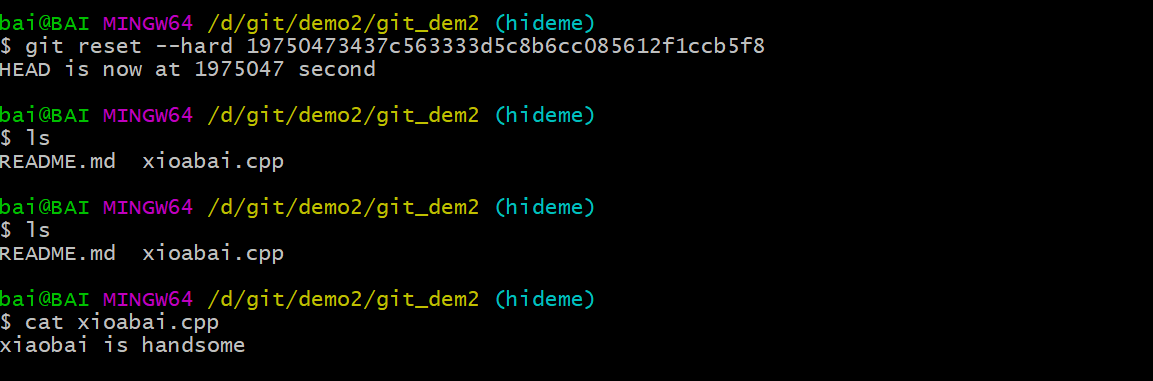 bai@BAI MINGW64 /d/git/demo2/git_dem2 (hideme)
$ git reset --hard 19750473437c563333d5c8b6cc085612f1ccb5f8
HEAD is now at 1975047 second
bai@BAI MINGW64 /d/git/demo2/git_dem2 (hideme)
$ ls
README.md  xioabai.cpp
bai@BAI MINGW64 /d/git/demo2/git_dem2 (hideme)
$ ls
README.md  xioabai.cpp
bai@BAI MINGW64 /d/git/demo2/git_dem2 (hideme)
$ cat xioabai.cpp
xiaobai is handsome